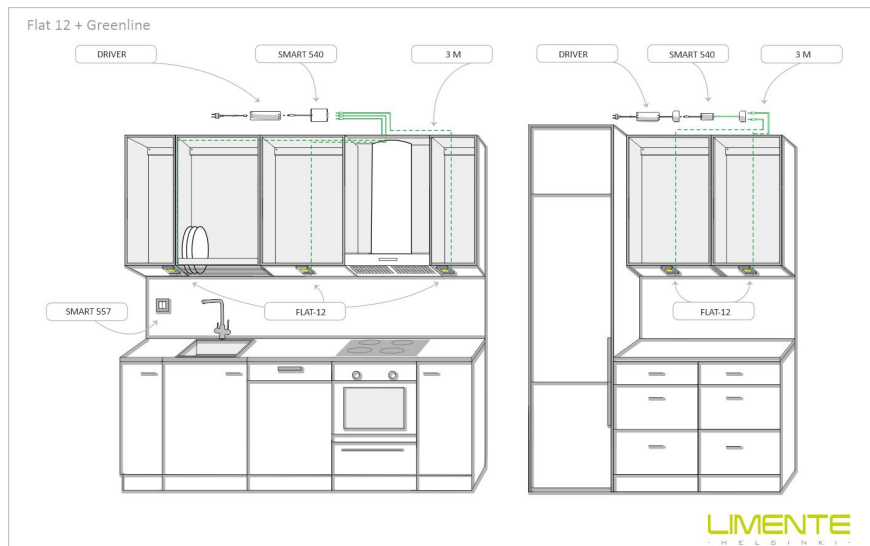 Flat 12 + Greenline
DRIVER
SMART 540
3 M
DRIVER
SMART 540
3 M
SMART 557
FLAT-12
FLAT-12
LIMENTE
- HELSINKI -